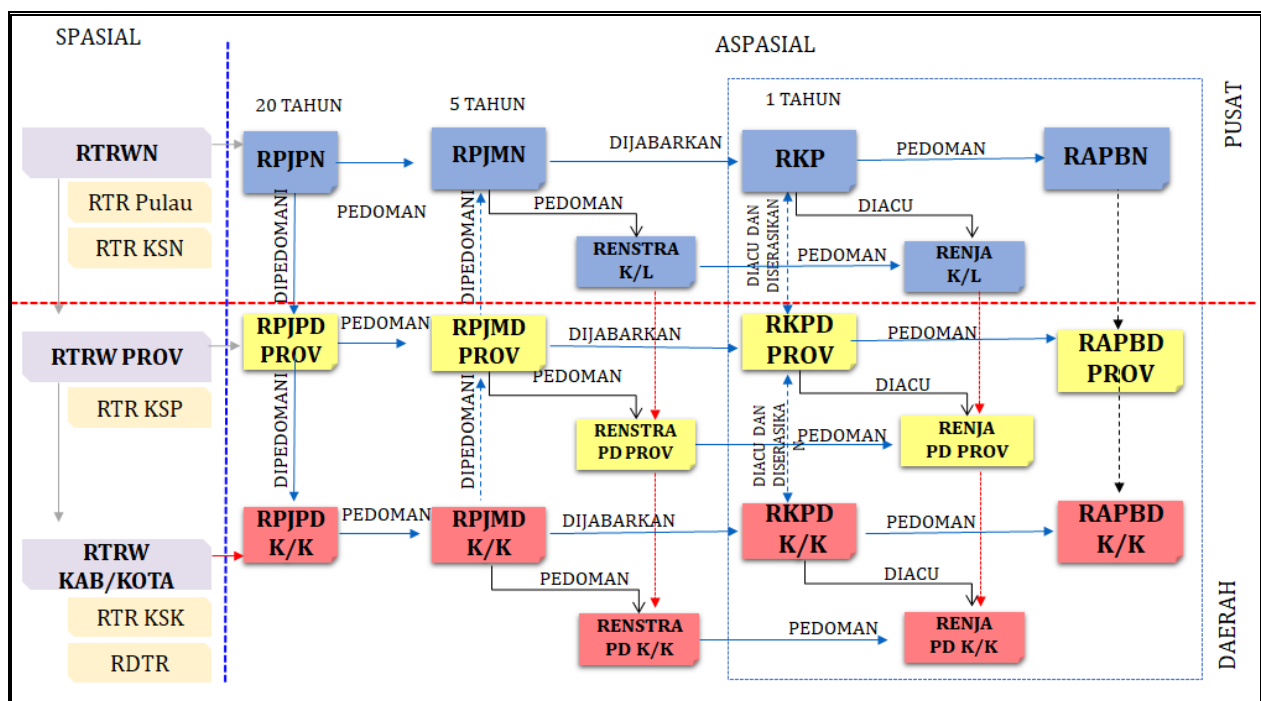 SPASIAL
ASPASIAL
PUSAT
20 TAHUN
5 TAHUN
1 TAHUN
RTRWN
RPJPN
RPJMN
DIJABARKAN
RKP
PEDOMAN
RAPBN
RTR Pulau
RTR KSN
DIPEDOMANI
PEDOMAN
DIPEDOMANI
PEDOMAN
RENSTRA
K/L
DIACU DAN
DISERASIKAN
DIACU
PEDOMAN
RENJA
K/L
RTRW PROV
RPJPD
PROV
PEDOMAN
RPJMD
PROV
DIJABARKAN
RKPD
PROV
PEDOMAN
RAPBD
PROV
RTR KSP
DIPEDOMANI
DIPEDOMANI
PEDOMAN
RENSTRA
PD PROV
DIACU DAN
DISERASIKA
N
PEDOMAN
DIACU
RENJA
PD PROV
RTRW
KAB/KOTA
RPJPD
K/K
PEDOMAN
RPJMD
K/K
DIJABARKAN
RKPD
K/K
PEDOMAN
RAPBD
K/K
RTR KSK
RDTR
PEDOMAN
RENSTRA
PD K/K
PEDOMAN
DIACU
RENJA
PD K/K
DAERAH